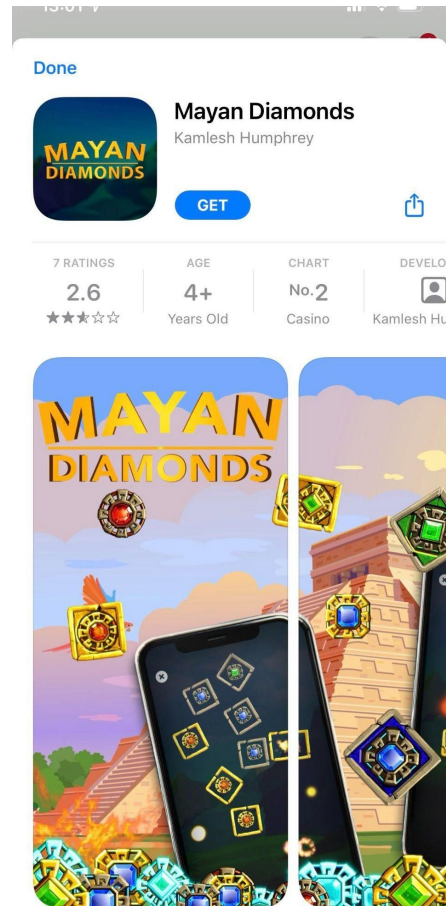 Done
MAYAN
DIAMONDS
Mayan Diamonds
Kamlesh Humphrey
GET
7 RATINGS
2.6
AGE
4+
Years Old
CHART
No.2
Casino
DEVELO
Kamlesh Hu
MAYAN
DIAMONDS